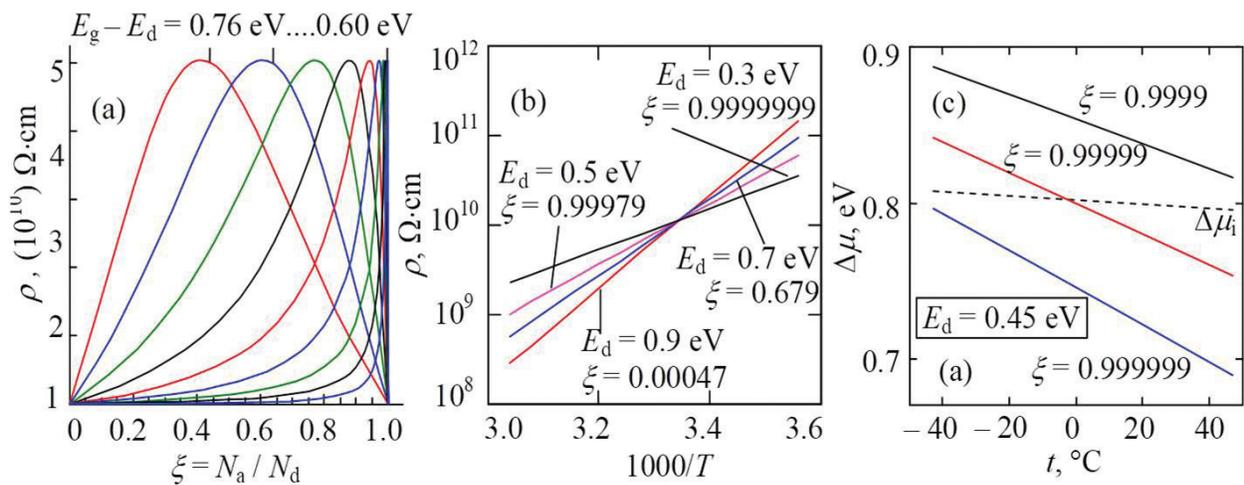 E_g – E_d = 0.76 eV....0.60 eV
(a)
ρ, (10^10) Ω·cm
5
4
3
2
1
0 0.2 0.4 0.6 0.8 1.0
ξ = N_a / N_d
(b)
ρ, Ω·cm
10^12
10^11
10^10
10^9
10^8
E_d = 0.3 eV
ξ = 0.9999999
E_d = 0.5 eV
ξ = 0.99979
E_d = 0.7 eV
ξ = 0.679
E_d = 0.9 eV
ξ = 0.00047
3.0 3.2 3.4 3.6
1000/T
(c)
Δμ, eV
0.9
0.8
0.7
ξ = 0.9999
ξ = 0.99999
Δμ_i
E_d = 0.45 eV
(a)
ξ = 0.999999
– 40 – 20 0 20 40
t, °C